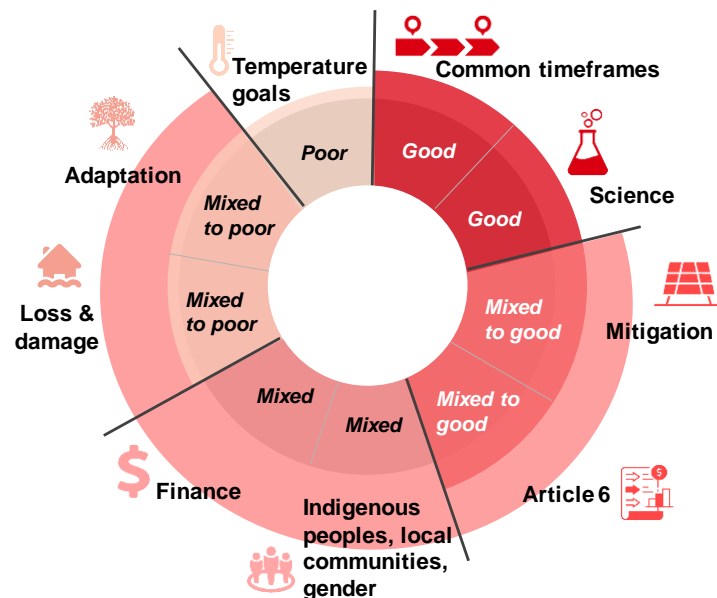 Temperature
goals
Poor
Common timeframes
Good
Science
Good
Mitigation
Mixed
to good
Article 6
Mixed to
good
Indigenous
peoples, local
communities,
gender
Mixed
$ Finance
Mixed
Loss &
damage
Mixed
to poor
Adaptation
Mixed
to poor
$